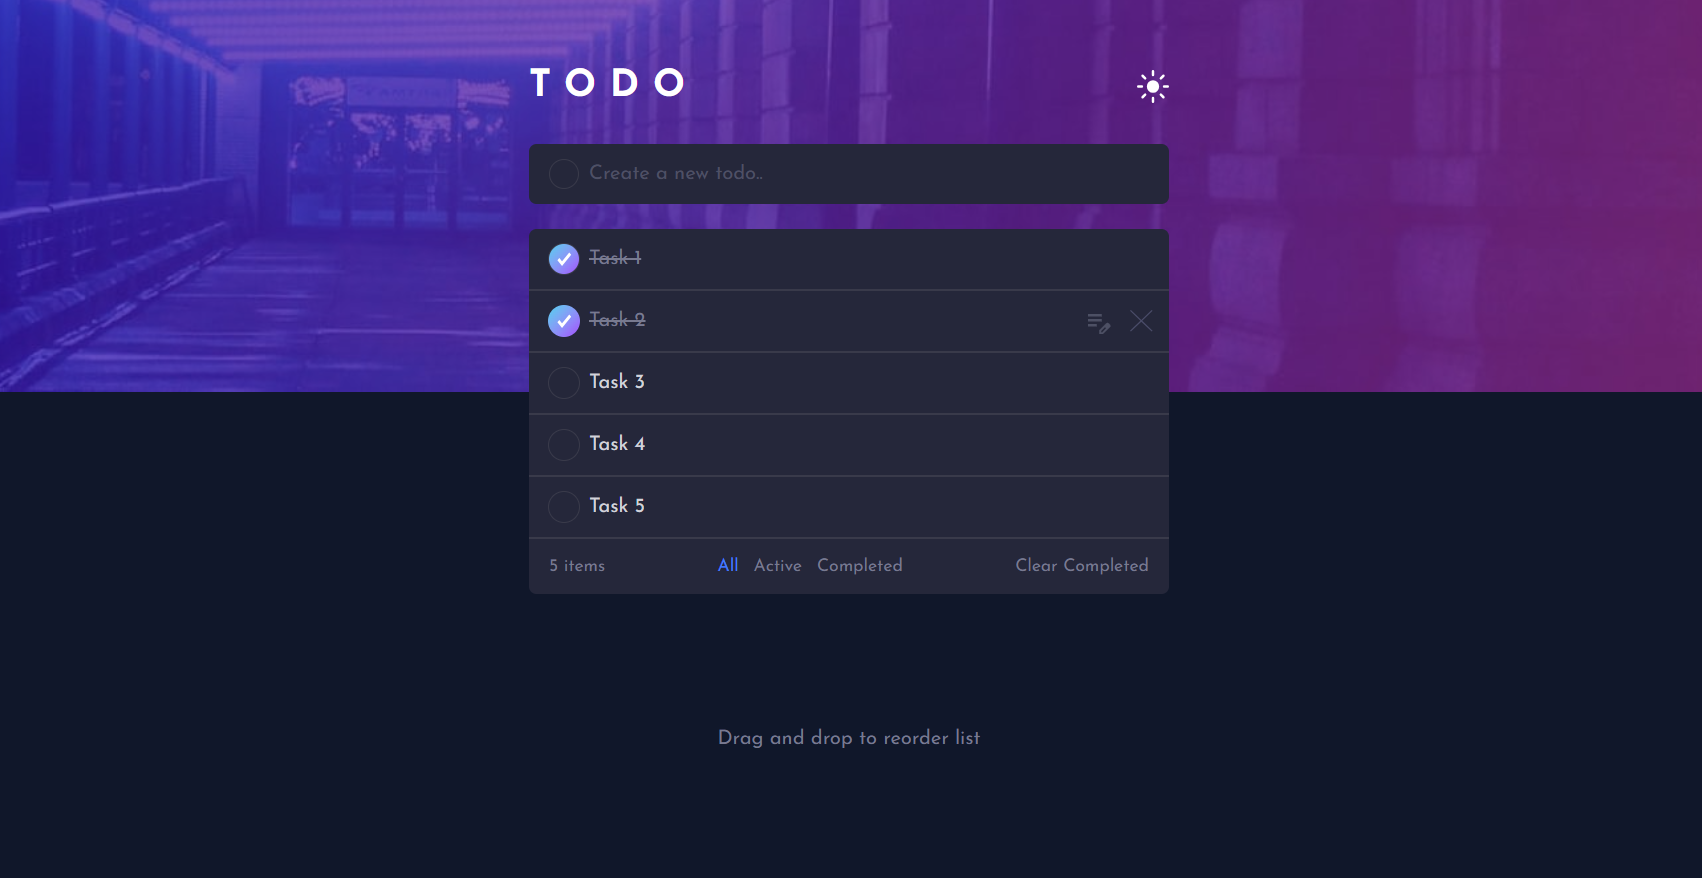 TODO
Create a new todo..
Task 1
Task 2
Task 3
Task 4
Task 5
5 items All Active Completed Clear Completed
Drag and drop to reorder list